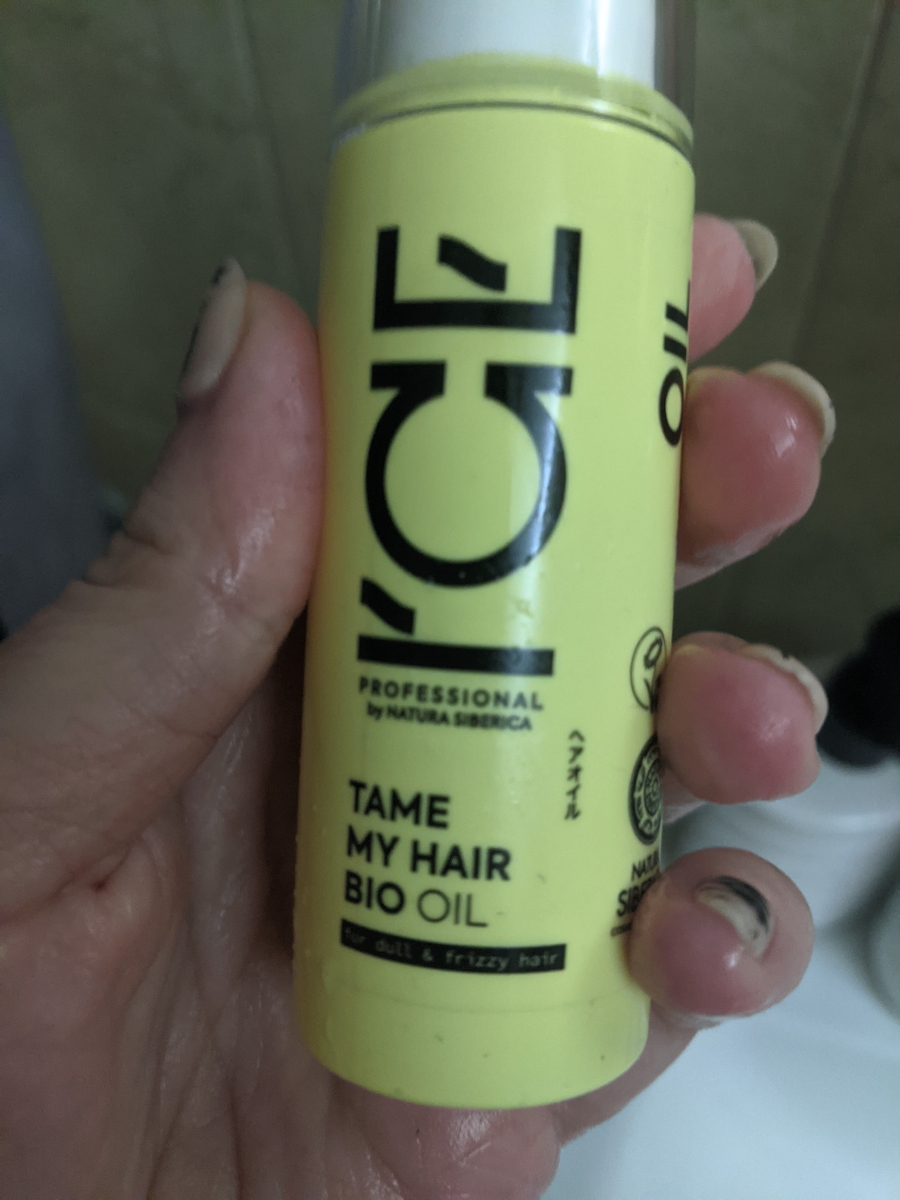 I'CE
PROFESSIONAL
by NATURA SIBERICA
ヘアオイル
TAME
MY HAIR
BIO OIL
for dull & frizzy hair
OIL